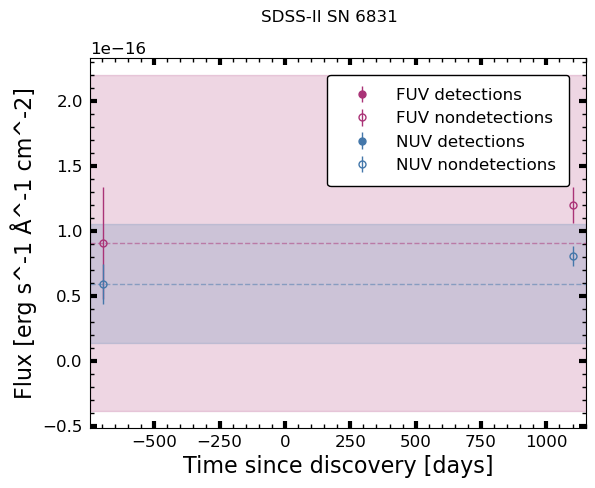 SDSS-II SN 6831
1e−16
FUV detections
FUV nondetections
NUV detections
NUV nondetections
2.0
1.5
1.0
0.5
0.0
−0.5
Flux [erg s^-1 Å^-1 cm^-2]
−500 −250 0 250 500 750 1000
Time since discovery [days]